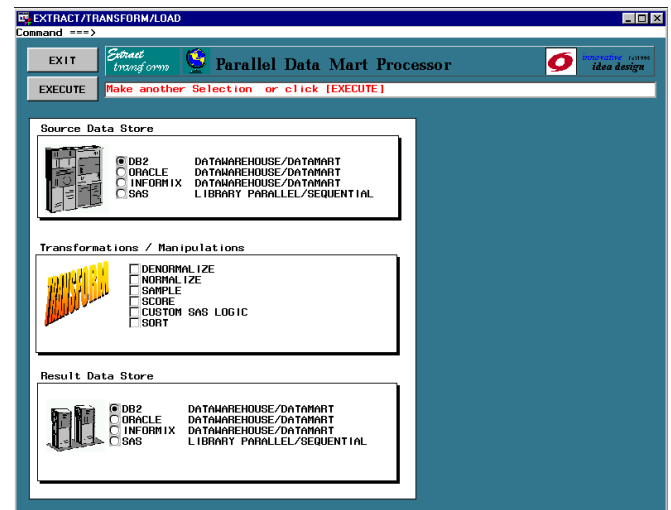 EXTRACT/TRANSFORM/LOAD
Command ===>
EXIT
Extract
transform
Parallel Data Mart Processor
innovative
idea design
EXECUTE
Make another Selection or click [EXECUTE]
Source Data Store
DB2 DATAWAREHOUSE/DATAMART
ORACLE DATAWAREHOUSE/DATAMART
INFORMIX DATAWAREHOUSE/DATAMART
SAS LIBRARY PARALLEL/SEQUENTIAL
Transformations / Manipulations
TRANSFORM
DENORMALIZE
NORMALIZE
SAMPLE
SCORE
CUSTOM SAS LOGIC
SORT
Result Data Store
DB2 DATAWAREHOUSE/DATAMART
ORACLE DATAWAREHOUSE/DATAMART
INFORMIX DATAWAREHOUSE/DATAMART
SAS LIBRARY PARALLEL/SEQUENTIAL